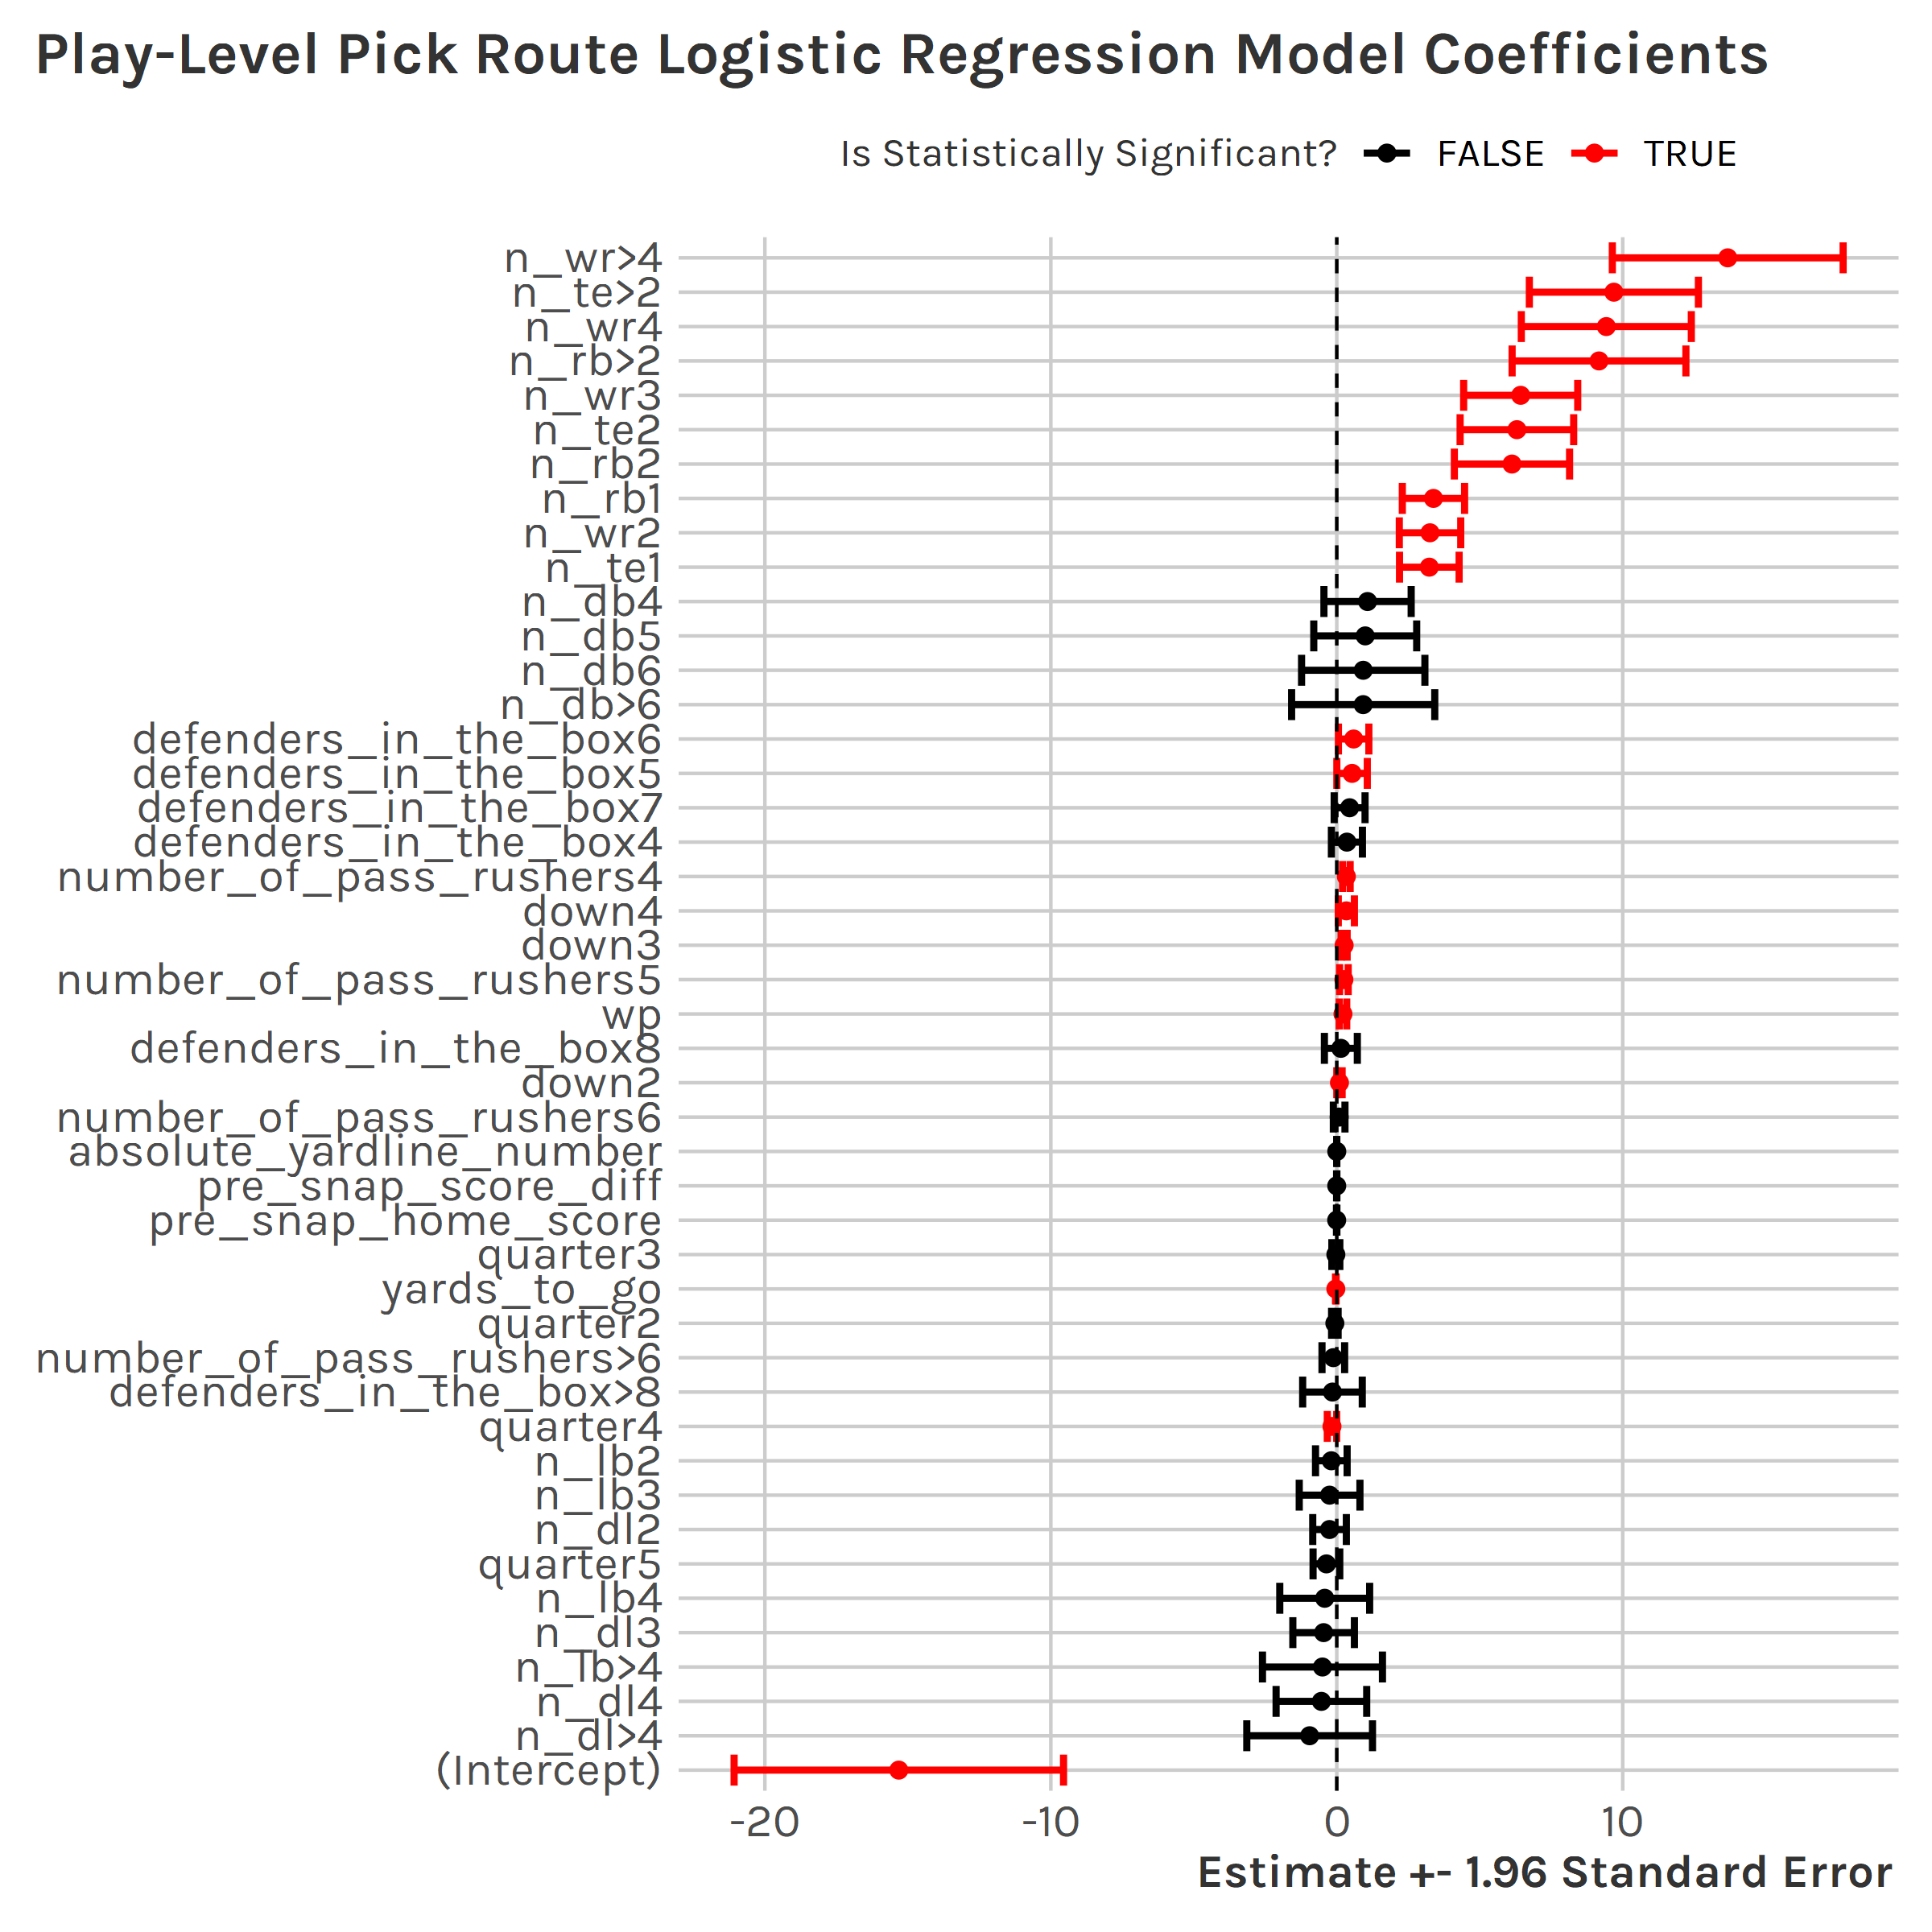 Play-Level Pick Route Logistic Regression Model Coefficients
Is Statistically Significant? FALSE TRUE
n_wr>4
n_te>2
n_wr4
n_rb>2
n_wr3
n_te2
n_rb2
n_rb1
n_wr2
n_te1
n_db4
n_db5
n_db6
n_db>6
defenders_in_the_box6
defenders_in_the_box5
defenders_in_the_box7
defenders_in_the_box4
number_of_pass_rushers4
down4
down3
number_of_pass_rushers5
wp
defenders_in_the_box8
down2
number_of_pass_rushers6
absolute_yardline_number
pre_snap_score_diff
pre_snap_home_score
quarter3
yards_to_go
quarter2
number_of_pass_rushers>6
defenders_in_the_box>8
quarter4
n_lb2
n_lb3
n_dl2
quarter5
n_lb4
n_dl3
n_lb>4
n_dl4
n_dl>4
(Intercept)
-20 -10 0 10
Estimate +- 1.96 Standard Error